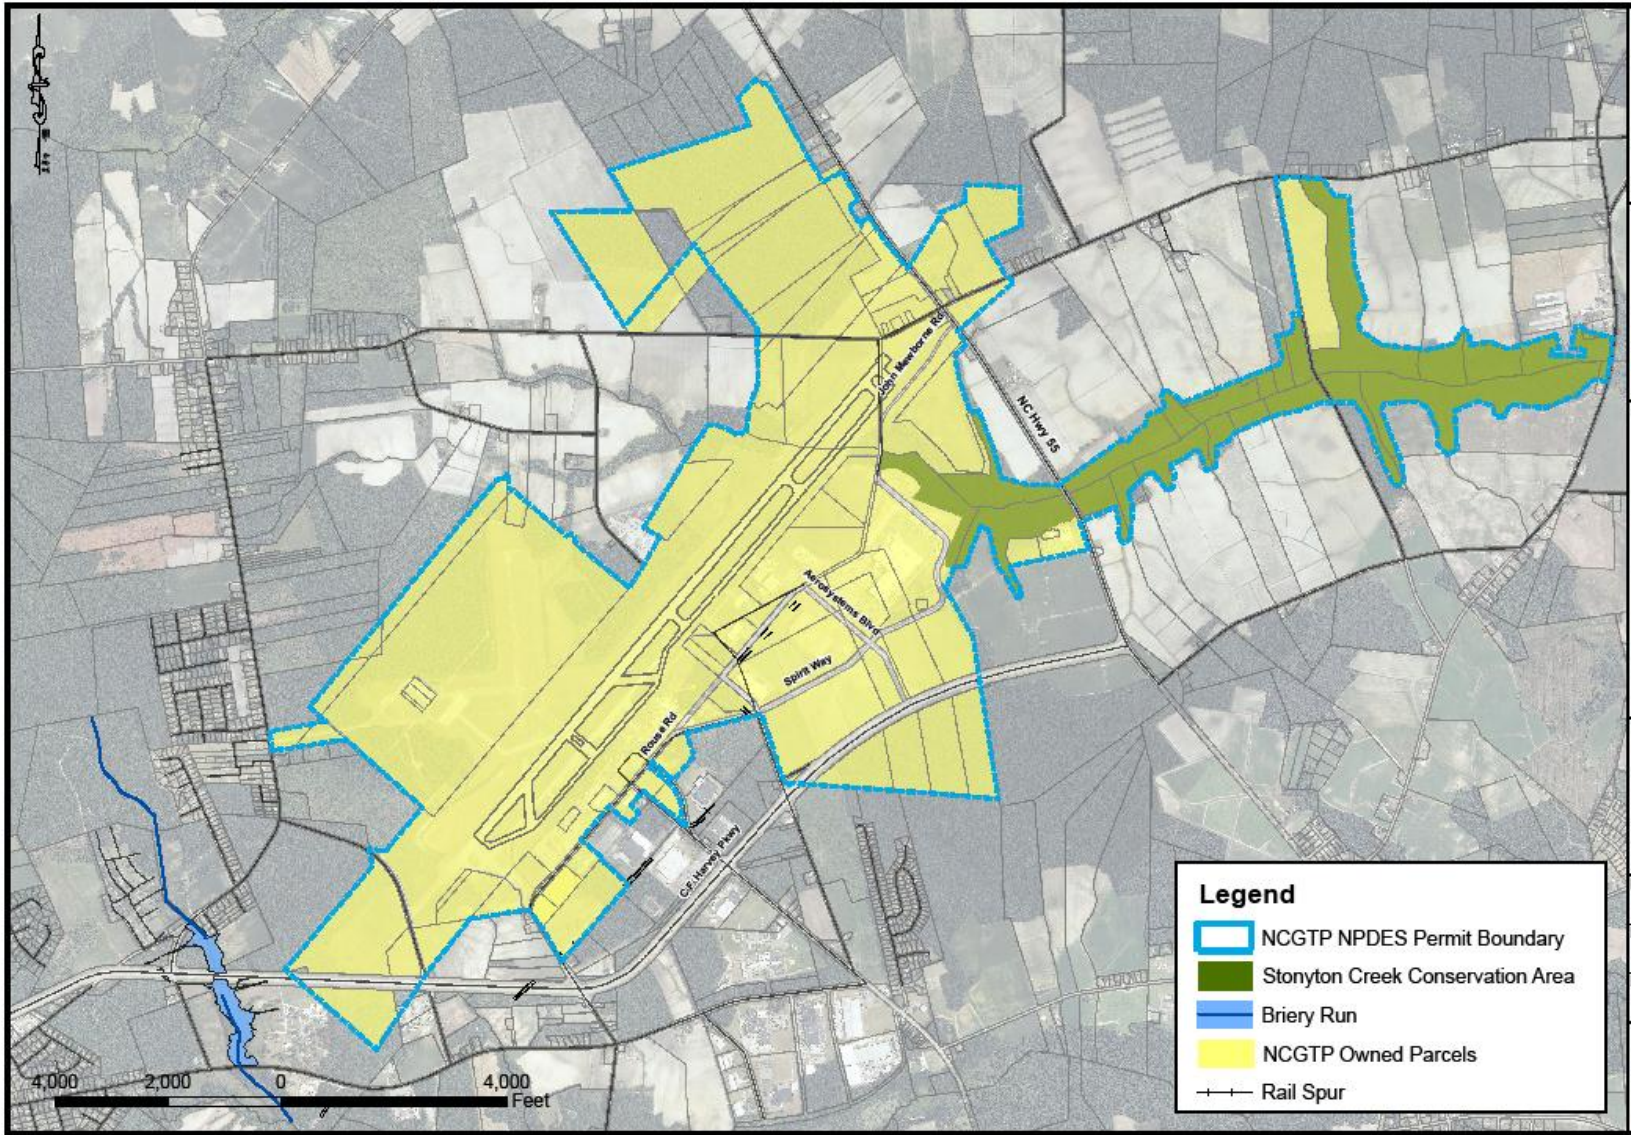 John Mewborne Rd
NC Hwy 55
Aerosystems Blvd
Spirit Way
Rouse Rd
C.F. Harvey Pkwy
Legend
NCGTP NPDES Permit Boundary
Stonyton Creek Conservation Area
Briery Run
NCGTP Owned Parcels
Rail Spur
4,000 2,000 0 4,000
Feet